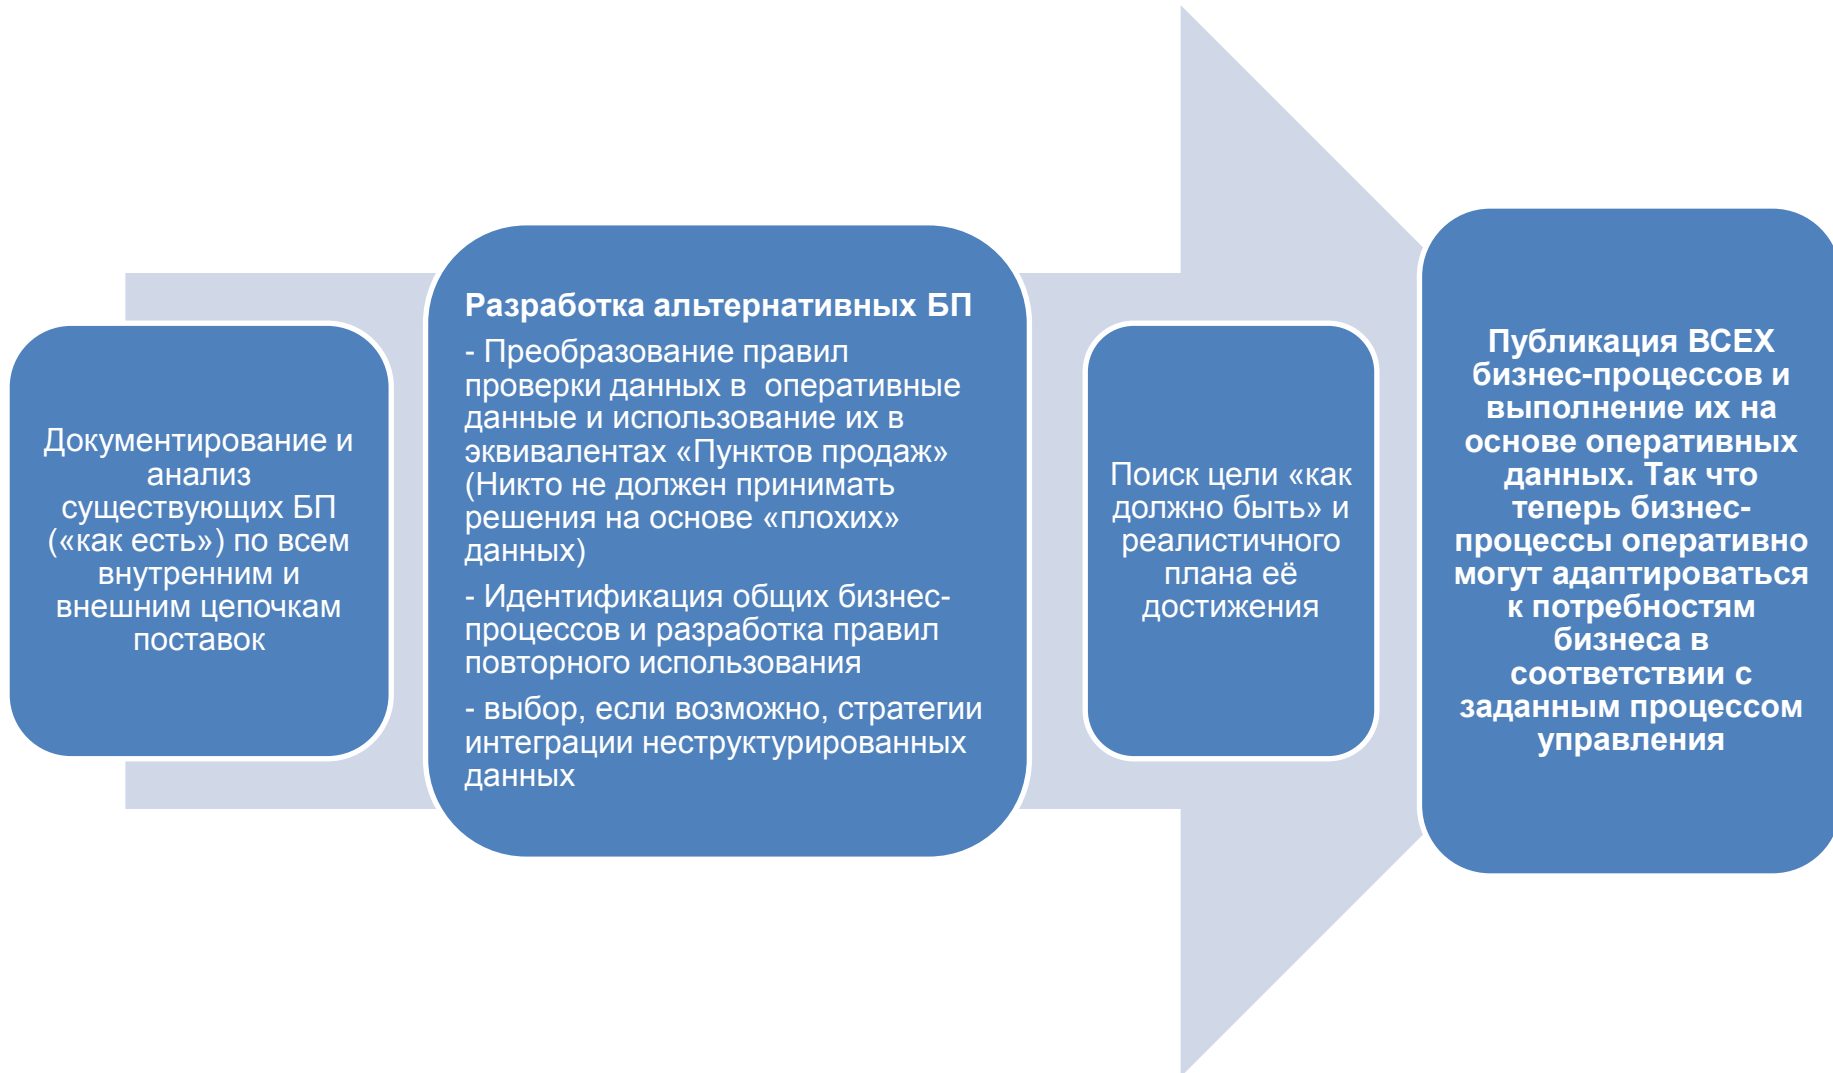 Документирование и
анализ
существующих БП
(«как есть») по всем
внутренним и
внешним цепочкам
поставок
Разработка альтернативных БП
- Преобразование правил
проверки данных в  оперативные
данные и использование их в
эквивалентах «Пунктов продаж»
(Никто не должен принимать
решения на основе «плохих»
данных)
- Идентификация общих бизнес-
процессов и разработка правил
повторного использования
- выбор, если возможно, стратегии
интеграции неструктурированных
данных
Поиск цели «как
должно быть» и
реалистичного
плана её
достижения
Публикация ВСЕХ
бизнес-процессов и
выполнение их на
основе оперативных
данных. Так что
теперь бизнес-
процессы оперативно
могут адаптироваться
к потребностям
бизнеса в
соответствии с
заданным процессом
управления